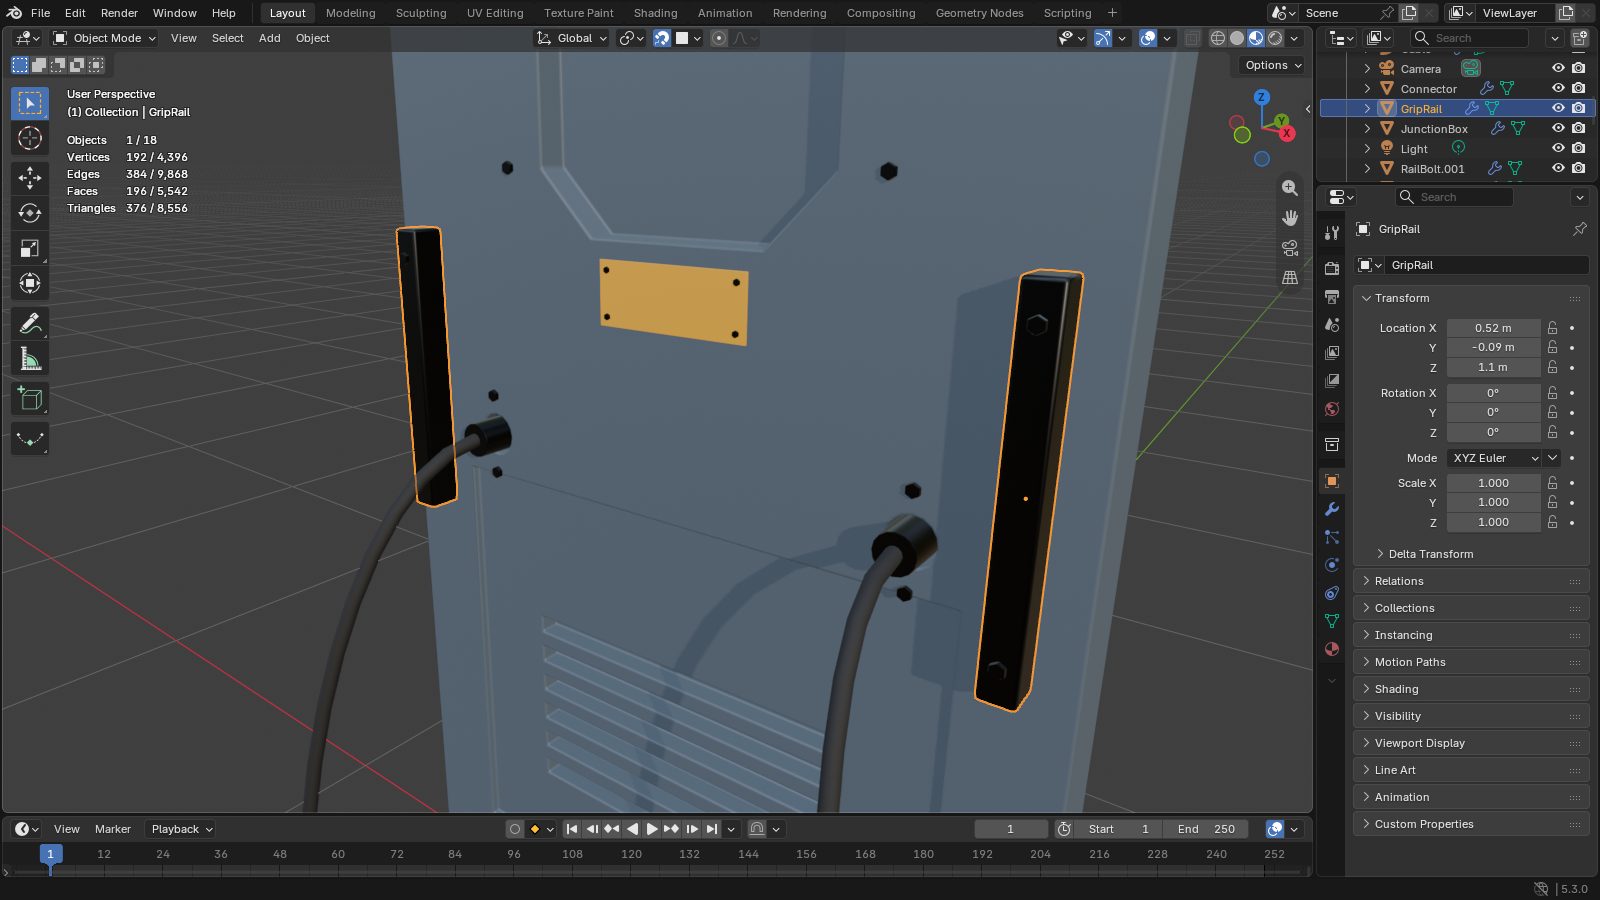 File Edit Render Window Help Layout Modeling Sculpting UV Editing Texture Paint Shading Animation Rendering Compositing Geometry Nodes Scripting + Scene ViewLayer
Object Mode View Select Add Object Global Search
Options
User Perspective
(1) Collection | GripRail
Objects 1 / 18
Vertices 192 / 4,396
Edges 384 / 9,868
Faces 196 / 5,542
Triangles 376 / 8,556
Z
Y
X
Camera
Connector
GripRail
JunctionBox
Light
RailBolt.001
Search
GripRail
GripRail
Transform
Location X 0.52 m
Y -0.09 m
Z 1.1 m
Rotation X 0°
Y 0°
Z 0°
Mode XYZ Euler
Scale X 1.000
Y 1.000
Z 1.000
Delta Transform
Relations
Collections
Instancing
Motion Paths
Shading
Visibility
Viewport Display
Line Art
Animation
Custom Properties
View Marker Playback 1 Start 1 End 250
1 12 24 36 48 60 72 84 96 108 120 132 144 156 168 180 192 204 216 228 240 252
5.3.0